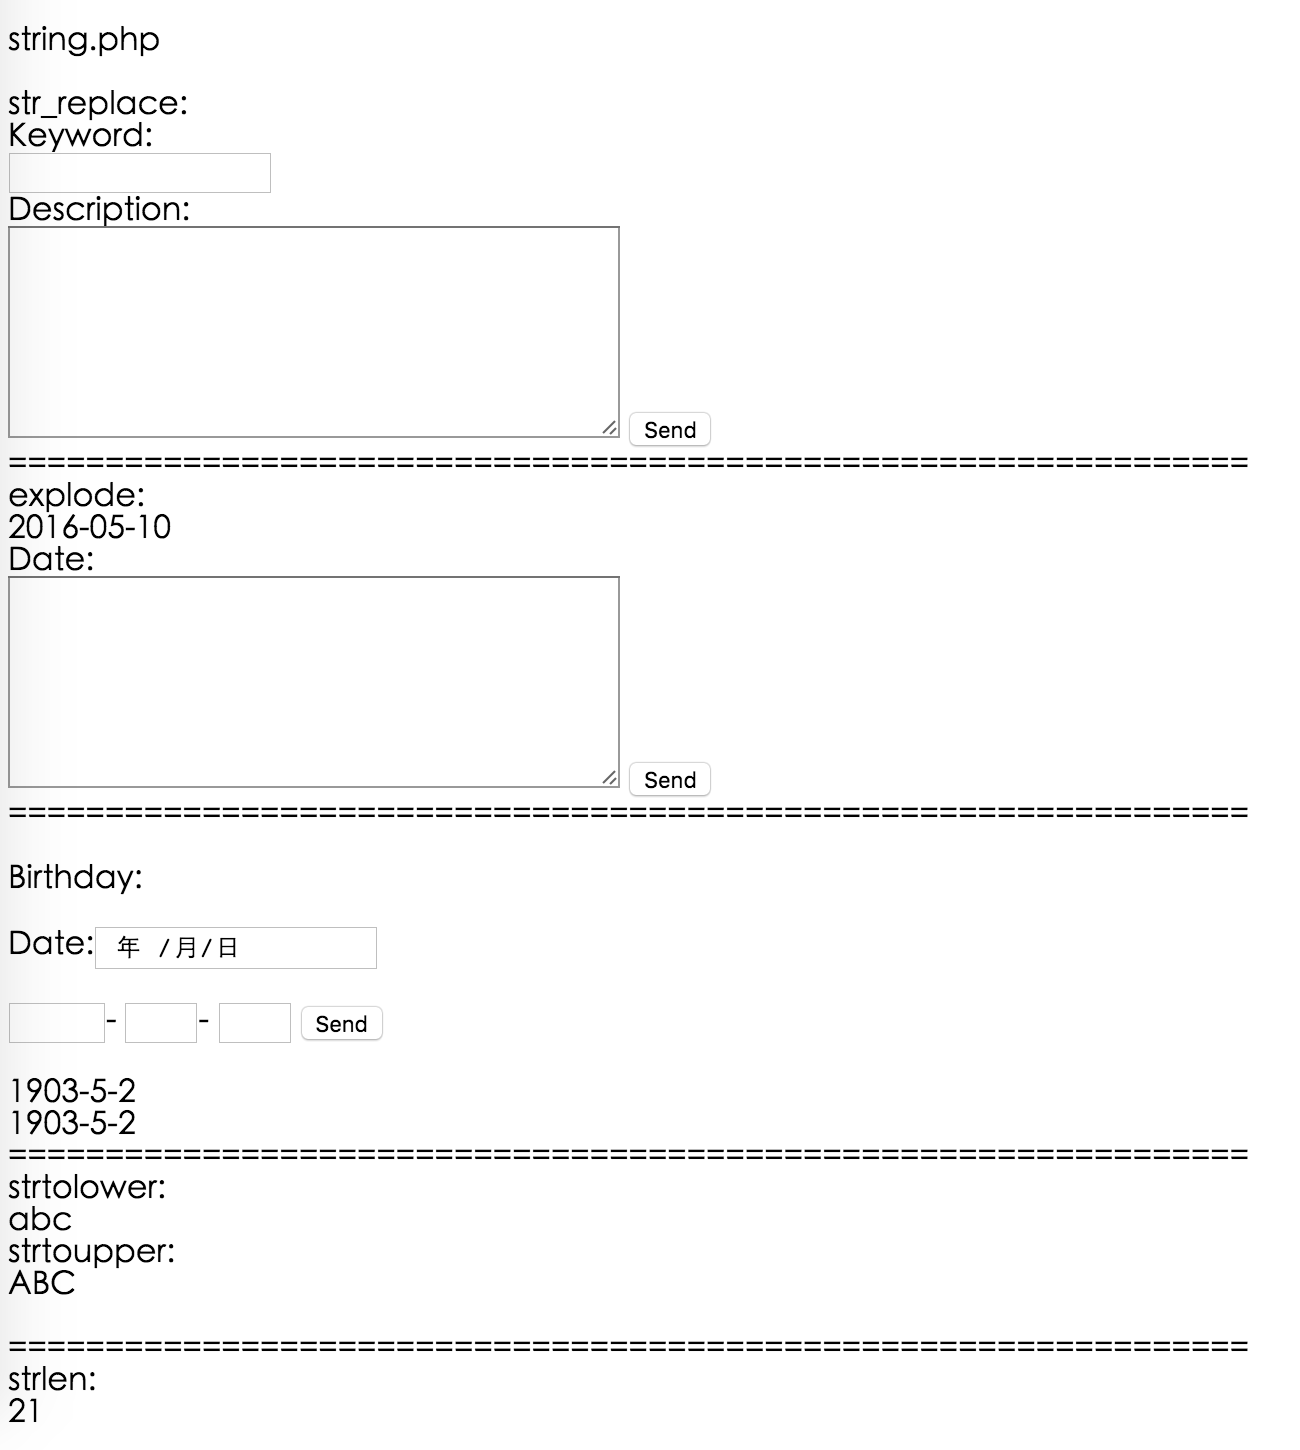 string.php
str_replace:
Keyword:
Description:
Send
================================================================
explode:
2016-05-10
Date:
Send
================================================================
Birthday:
Date: 年 /月/日
- - Send
1903-5-2
1903-5-2
================================================================
strtolower:
abc
strtoupper:
ABC
================================================================
strlen:
21